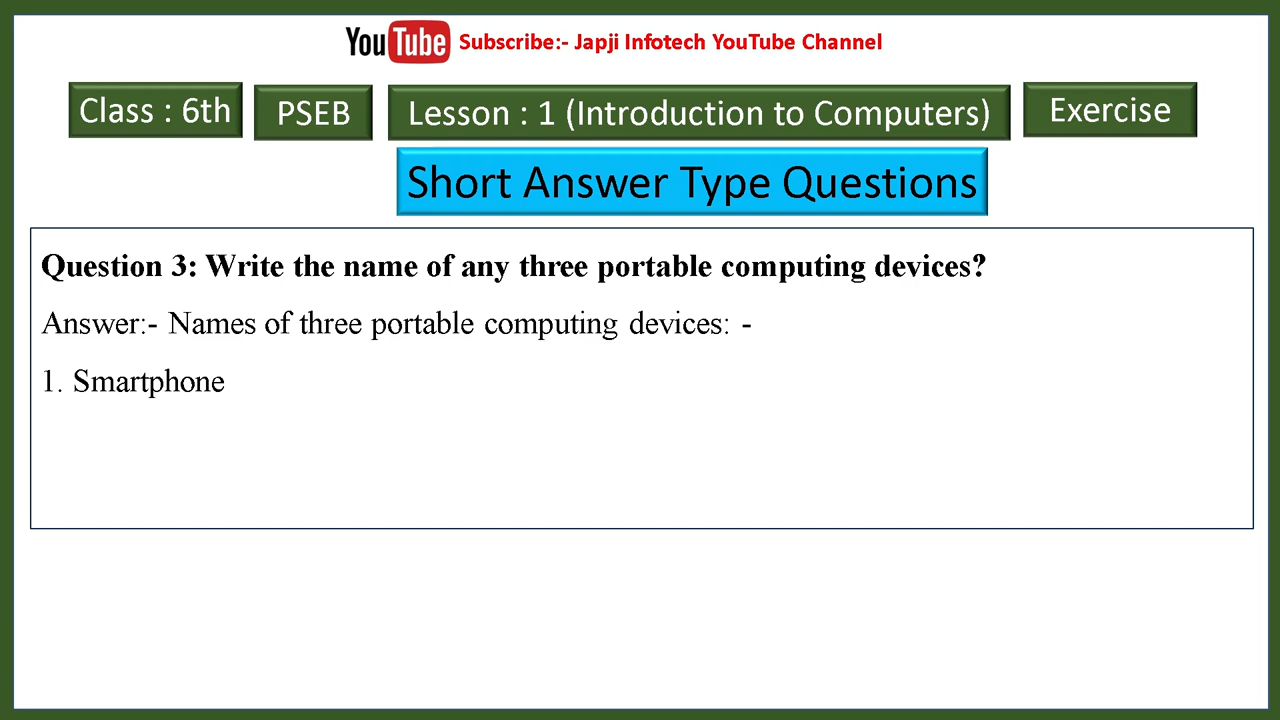 YouTube Subscribe:- Japji Infotech YouTube Channel
Class : 6th PSEB Lesson : 1 (Introduction to Computers) Exercise
Short Answer Type Questions
Question 3: Write the name of any three portable computing devices?
Answer:- Names of three portable computing devices: -
1. Smartphone